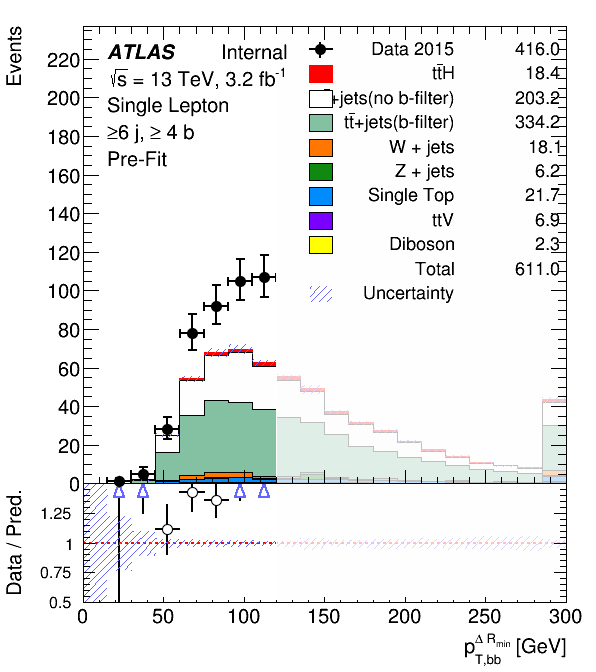 Events
ATLAS Internal
√s = 13 TeV, 3.2 fb⁻¹
Single Lepton
≥6 j, ≥ 4 b
Pre-Fit
Data 2015 416.0
tt̄H 18.4
+jets(no b-filter) 203.2
tt̄+jets(b-filter) 334.2
W + jets 18.1
Z + jets 6.2
Single Top 21.7
ttV 6.9
Diboson 2.3
Total 611.0
Uncertainty
220
200
180
160
140
120
100
80
60
40
20
0
Data / Pred.
1.25
1
0.75
0.5
0 50 100 150 200 250 300
p_{T,bb}^{Δ R_{min}} [GeV]